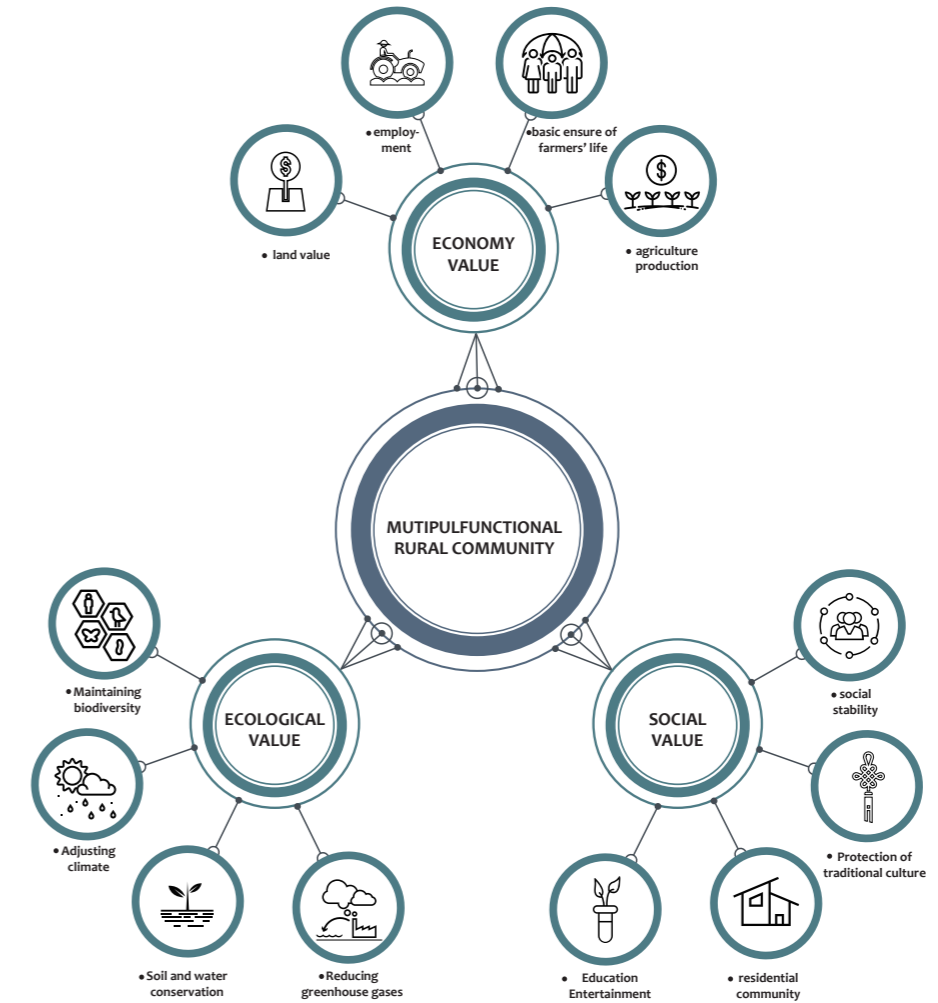 • employ-
ment
•basic ensure of
farmers' life
• land value
• agriculture
production
ECONOMY
VALUE
MUTIPULFUNCTIONAL
RURAL COMMUNITY
•Maintaining
biodiversity
•Adjusting
climate
•Soil and water
conservation
•Reducing
greenhouse gases
ECOLOGICAL
VALUE
SOCIAL
VALUE
• social
stability
• Protection of
traditional culture
• Education
Entertainment
• residential
community